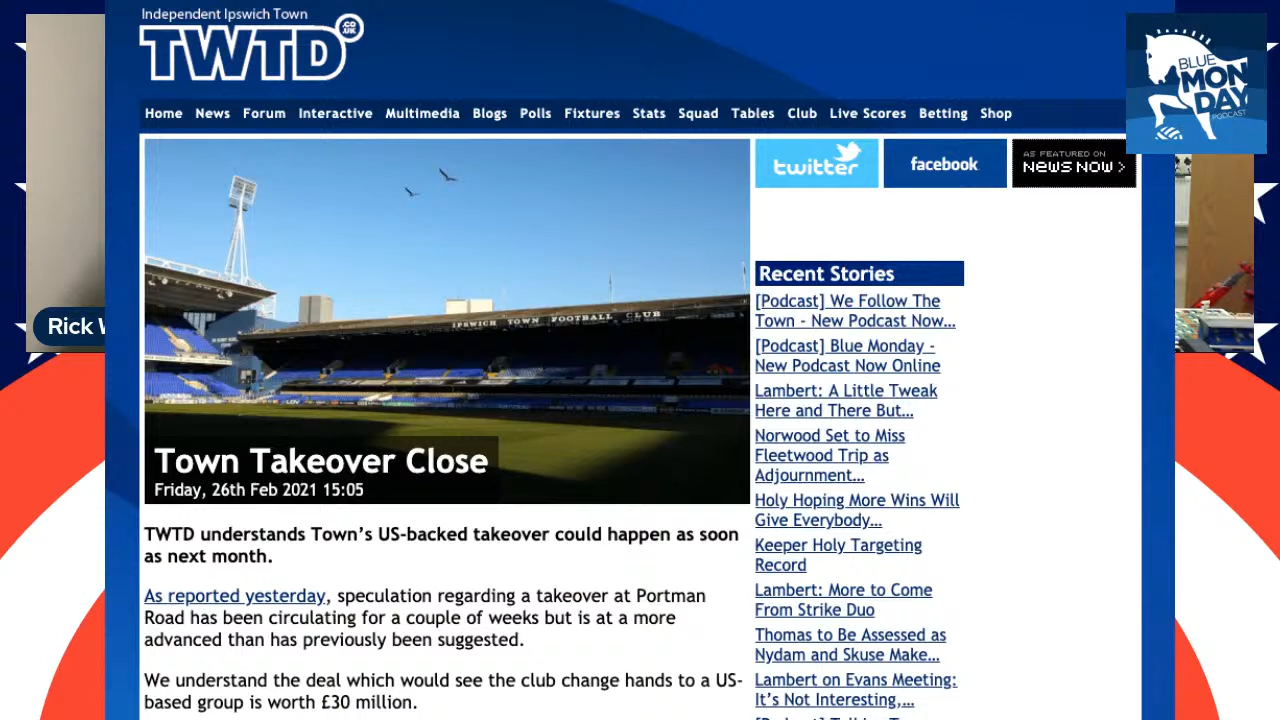 Independent Ipswich Town
TWTD
.CO
.UK
Home News Forum Interactive Multimedia Blogs Polls Fixtures Stats Squad Tables Club Live Scores Betting Shop
BLUE
MON
DAY
PODCAST
twitter
facebook
AS FEATURED ON
NEWS NOW >
IPSWICH TOWN FOOTBALL CLUB
Town Takeover Close
Friday, 26th Feb 2021 15:05
TWTD understands Town's US-backed takeover could happen as soon
as next month.
As reported yesterday, speculation regarding a takeover at Portman
Road has been circulating for a couple of weeks but is at a more
advanced than has previously been suggested.
We understand the deal which would see the club change hands to a US-
based group is worth £30 million.
Recent Stories
[Podcast] We Follow The
Town - New Podcast Now...
[Podcast] Blue Monday -
New Podcast Now Online
Lambert: A Little Tweak
Here and There But...
Norwood Set to Miss
Fleetwood Trip as
Adjournment...
Holy Hoping More Wins Will
Give Everybody...
Keeper Holy Targeting
Record
Lambert: More to Come
From Strike Duo
Thomas to Be Assessed as
Nydam and Skuse Make...
Lambert on Evans Meeting:
It's Not Interesting,...
Rick